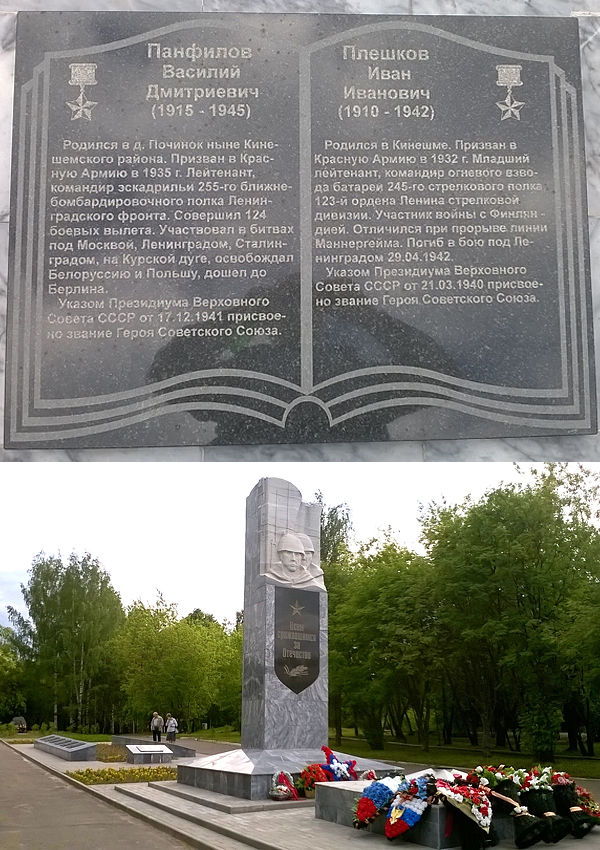 Панфилов
Василий
Дмитриевич
(1915 - 1945)
Родился в д. Починок ныне Кине-
шемского района. Призван в Крас-
ную Армию в 1935 г. Лейтенант,
командир эскадрильи 255-го ближне-
бомбардировочного полка Ленин-
градского фронта. Совершил 124
боевых вылета. Участвовал в битвах
под Москвой, Ленинградом, Сталин-
градом, на Курской дуге, освобождал
Белоруссию и Польшу, дошел до
Берлина.
Указом Президиума Верховного
Совета СССР от 17.12.1941 присвое-
но звание Героя Советского Союза.
Плешков
Иван
Иванович
(1910 - 1942)
Родился в Кинешме. Призван в
Красную Армию в 1932 г. Младший
лейтенант, командир огневого взво-
да батареи 245-го стрелкового полка
123-й ордена Ленина стрелковой
дивизии. Участник войны с Финлян-
дией. Отличился при прорыве линии
Маннергейма. Погиб в бою под Ле-
нинградом 29.04.1942.
Указом Президиума Верховного
Совета СССР от 21.03.1940 присвое-
но звание Героя Советского Союза.
Всем
сражавшимся
за
Отечество